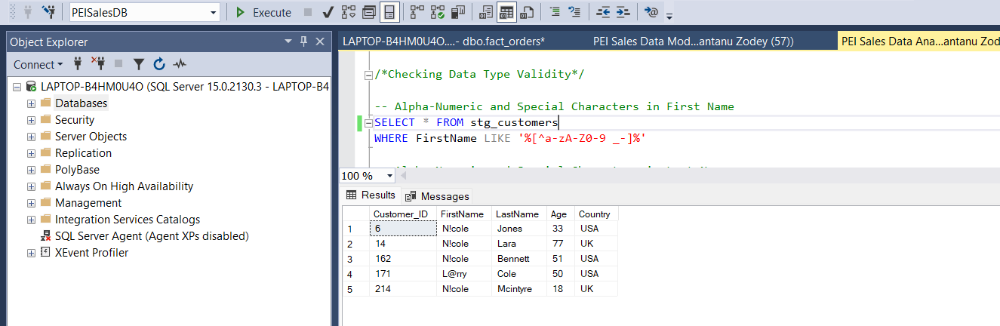 PEISalesDB
Execute
Object Explorer
Connect
LAPTOP-B4HM0U4O (SQL Server 15.0.2130.3 - LAPTOP-B4
Databases
Security
Server Objects
Replication
PolyBase
Always On High Availability
Management
Integration Services Catalogs
SQL Server Agent (Agent XPs disabled)
XEvent Profiler
LAPTOP-B4HM0U4O....- dbo.fact_orders*
PEI Sales Data Mod...antanu Zodey (57))
PEI Sales Data Ana...antanu Zod
/*Checking Data Type Validity*/
-- Alpha-Numeric and Special Characters in First Name
SELECT * FROM stg_customers
WHERE FirstName LIKE '%[^a-zA-Z0-9 _-]%'
100 %
Results Messages
Customer_ID FirstName LastName Age Country
1 6 N!cole Jones 33 USA
2 14 N!cole Lara 77 UK
3 162 N!cole Bennett 51 USA
4 171 L@rry Cole 50 USA
5 214 N!cole Mcintyre 18 UK